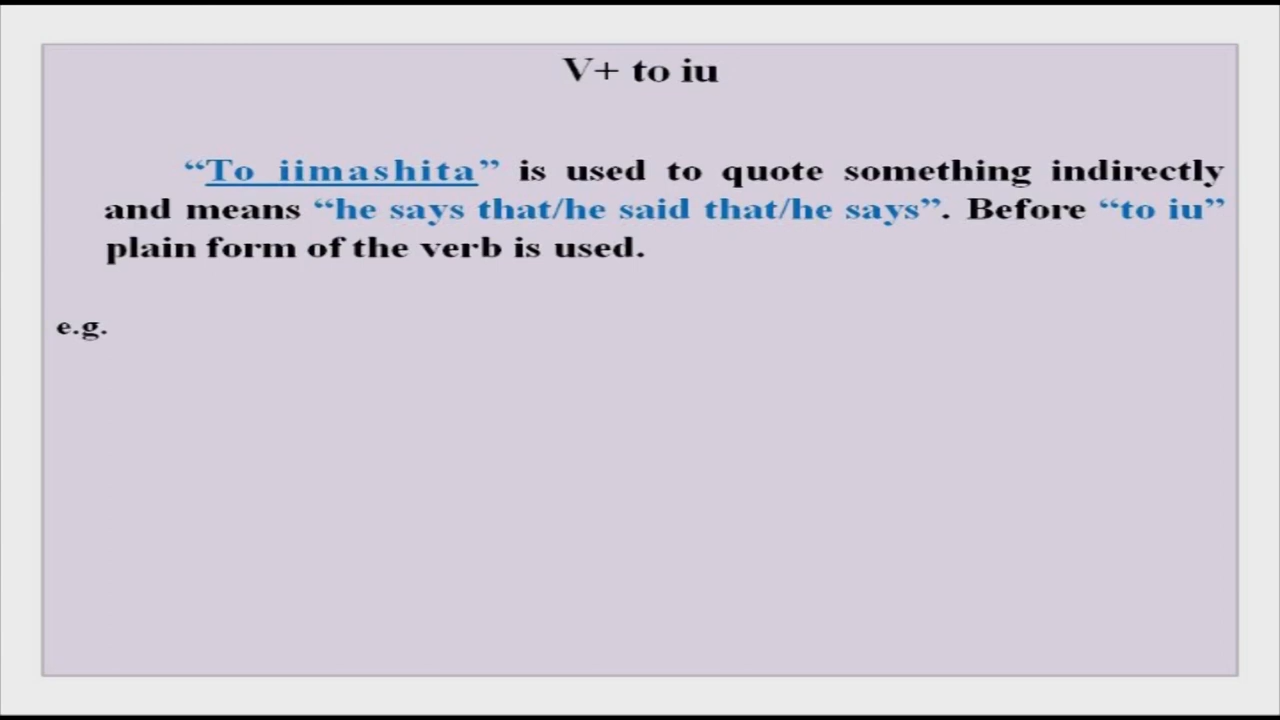 V+ to iu
“To iimashita” is used to quote something indirectly
and means “he says that/he said that/he says”. Before “to iu”
plain form of the verb is used.
e.g.